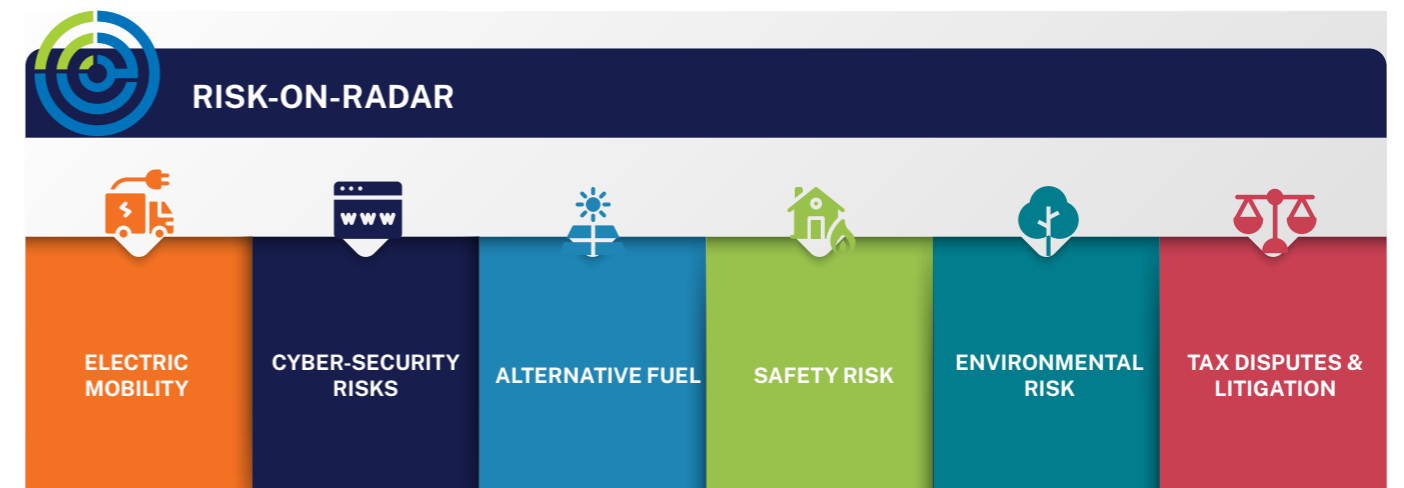 RISK-ON-RADAR
www
ELECTRIC
MOBILITY
CYBER-SECURITY
RISKS
ALTERNATIVE FUEL
SAFETY RISK
ENVIRONMENTAL
RISK
TAX DISPUTES &
LITIGATION